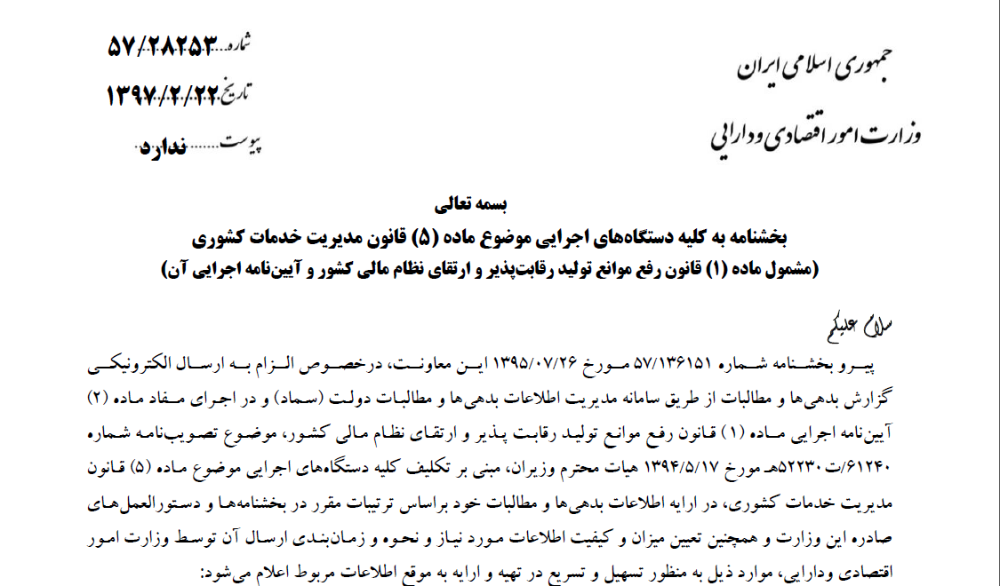 جمهوری اسلامی ایران
وزارت امور اقتصادی و دارایی
شماره ۵۷/۲۸۲۵۳
تاریخ ۱۳۹۷/۲/۲۲
پیوست ندارد
بسمه تعالی
بخشنامه به کلیه دستگاه‌های اجرایی موضوع ماده (۵) قانون مدیریت خدمات کشوری
(مشمول ماده (۱) قانون رفع موانع تولید رقابت‌پذیر و ارتقای نظام مالی کشور و آیین‌نامه اجرایی آن)
سلام علیکم
پیرو بخشنامه شماره ۵۷/۱۳۶۱۵۱ مورخ ۱۳۹۵/۰۷/۲۶ این معاونت، درخصوص الزام به ارسال الکترونیکی
گزارش بدهی‌ها و مطالبات از طریق سامانه مدیریت اطلاعات بدهی‌ها و مطالبات دولت (سماد) و در اجرای مفاد ماده (۲)
آیین‌نامه اجرایی ماده (۱) قانون رفع موانع تولید رقابت پذیر و ارتقای نظام مالی کشور، موضوع تصویب‌نامه شماره
۶۱۲۴۰/ت۵۲۲۳۰هـ مورخ ۱۳۹۴/۵/۱۷ هیات محترم وزیران، مبنی بر تکلیف کلیه دستگاه‌های اجرایی موضوع ماده (۵) قانون
مدیریت خدمات کشوری، در ارایه اطلاعات بدهی‌ها و مطالبات خود براساس ترتیبات مقرر در بخشنامه‌ها و دستورالعمل‌های
صادره این وزارت و همچنین تعیین میزان و کیفیت اطلاعات مورد نیاز و نحوه و زمان‌بندی ارسال آن توسط وزارت امور
اقتصادی ودارایی، موارد ذیل به منظور تسهیل و تسریع در تهیه و ارایه به موقع اطلاعات مربوط اعلام می‌شود: